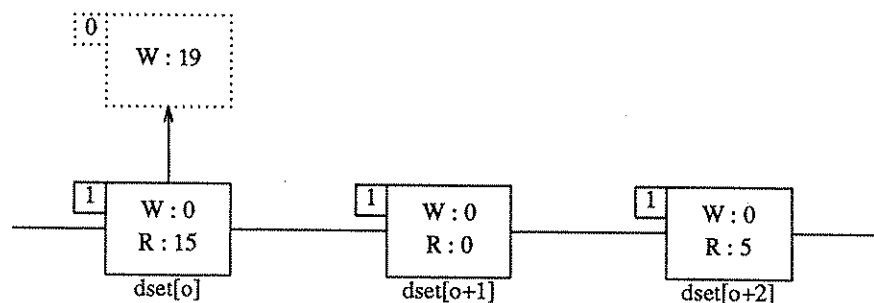 0
W : 19
1
W : 0
R : 15
dset[o]
1
W : 0
R : 0
dset[o+1]
1
W : 0
R : 5
dset[o+2]